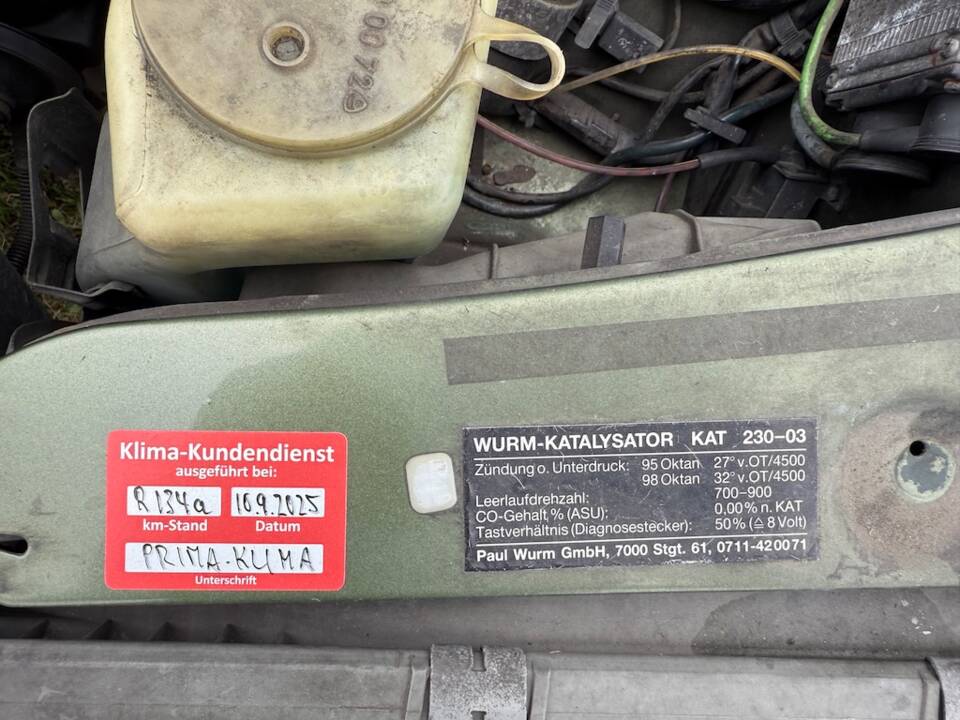 00729
Klima-Kundendienst
ausgeführt bei:
R134a 10.9.2025
km-Stand Datum
PRIMA-KLIMA
Unterschrift
WURM-KATALYSATOR KAT 230-03
Zündung o. Unterdruck: 95 Oktan 27° v.OT/4500
98 Oktan 32° v.OT/4500
Leerlaufdrehzahl: 700-900
CO-Gehalt % (ASU): 0,00% n. KAT
Tastverhältnis (Diagnosestecker): 50% (≙ 8 Volt)
Paul Wurm GmbH, 7000 Stgt. 61, 0711-420071